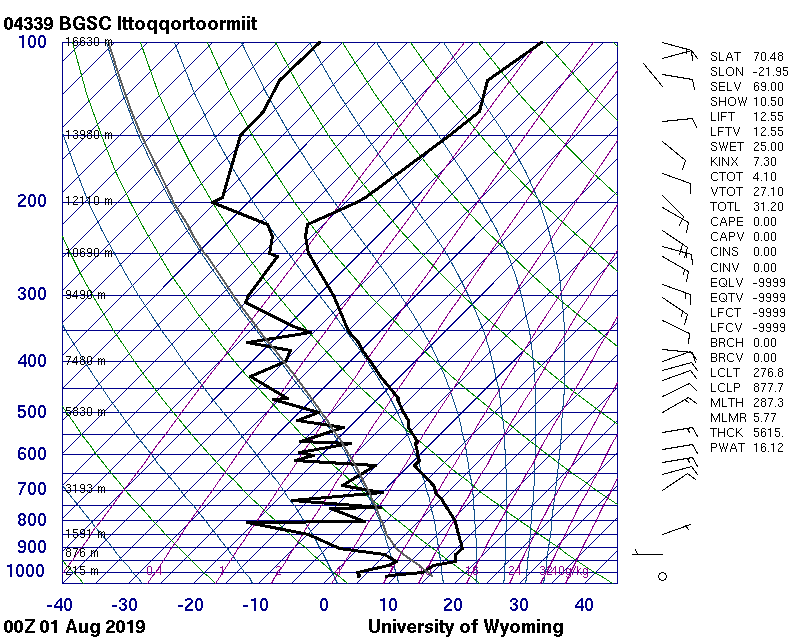 04339 BGSC Ittoqqortoormiit
100
16630 m
13980 m
200
12110 m
10690 m
300
9490 m
400
7480 m
500
5830 m
600
700
3193 m
800
1591 m
900
876 m
1000
215 m
0.4
1
2
4
7
10
16
24
32
40g/kg
-40 -30 -20 -10 0 10 20 30 40
00Z 01 Aug 2019 University of Wyoming
SLAT 70.48
SLON -21.95
SELV 69.00
SHOW 10.50
LIFT 12.55
LFTV 12.55
SWET 25.00
KINX 7.30
CTOT 4.10
VTOT 27.10
TOTL 31.20
CAPE 0.00
CAPV 0.00
CINS 0.00
CINV 0.00
EQLV -9999
EQTV -9999
LFCT -9999
LFCV -9999
BRCH 0.00
BRCV 0.00
LCLT 276.8
LCLP 877.7
MLTH 287.3
MLMR 5.77
THCK 5615.
PWAT 16.12